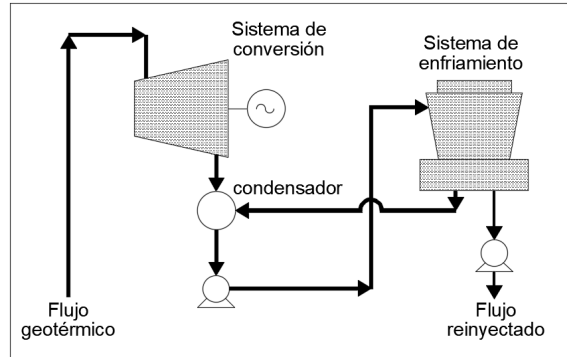 Sistema de
conversión
Sistema de
enfriamiento
condensador
Flujo
geotérmico
Flujo
reinyectado